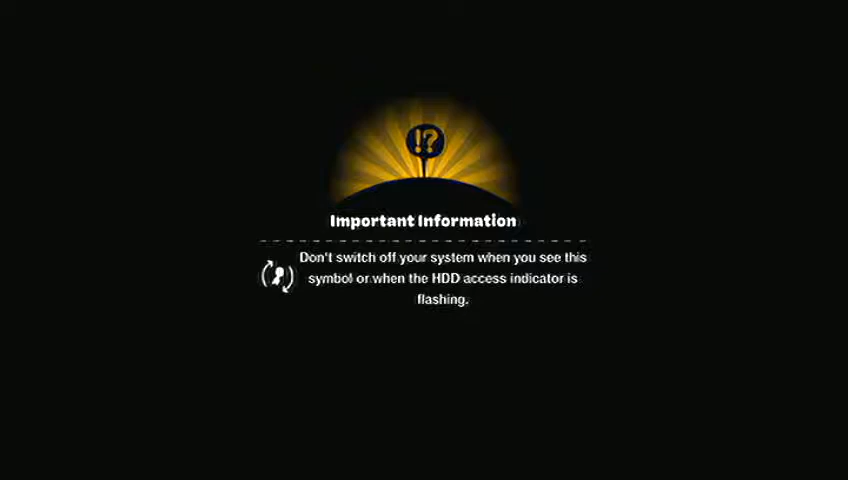 !?
Important Information
Don't switch off your system when you see this
symbol or when the HDD access indicator is
flashing.